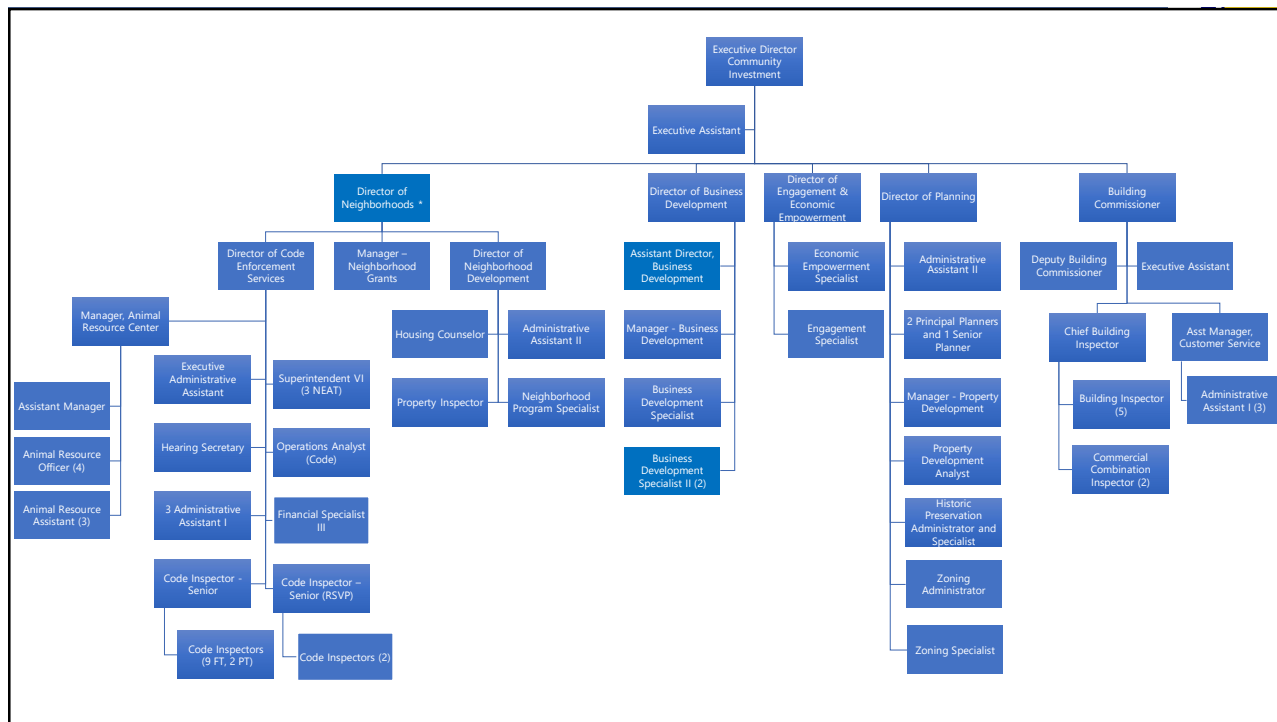 Executive Director
Community
Investment
Executive Assistant
Director of
Neighborhoods *
Director of Business
Development
Director of
Engagement &
Economic
Empowerment
Director of Planning
Building
Commissioner
Director of Code
Enforcement
Services
Manager –
Neighborhood
Grants
Director of
Neighborhood
Development
Assistant Director,
Business
Development
Economic
Empowerment
Specialist
Administrative
Assistant II
Deputy Building
Commissioner
Executive Assistant
Manager, Animal
Resource Center
Housing Counselor
Administrative
Assistant II
Manager - Business
Development
Engagement
Specialist
2 Principal Planners
and 1 Senior
Planner
Chief Building
Inspector
Asst Manager,
Customer Service
Executive
Administrative
Assistant
Superintendent VI
(3 NEAT)
Assistant Manager
Property Inspector
Neighborhood
Program Specialist
Business
Development
Specialist
Manager - Property
Development
Building Inspector
(5)
Administrative
Assistant I (3)
Hearing Secretary
Operations Analyst
(Code)
Animal Resource
Officer (4)
Business
Development
Specialist II (2)
Property
Development
Analyst
Commercial
Combination
Inspector (2)
Animal Resource
Assistant (3)
3 Administrative
Assistant I
Financial Specialist
III
Historic
Preservation
Administrator and
Specialist
Code Inspector -
Senior
Code Inspector –
Senior (RSVP)
Zoning
Administrator
Code Inspectors
(9 FT, 2 PT)
Code Inspectors (2)
Zoning Specialist